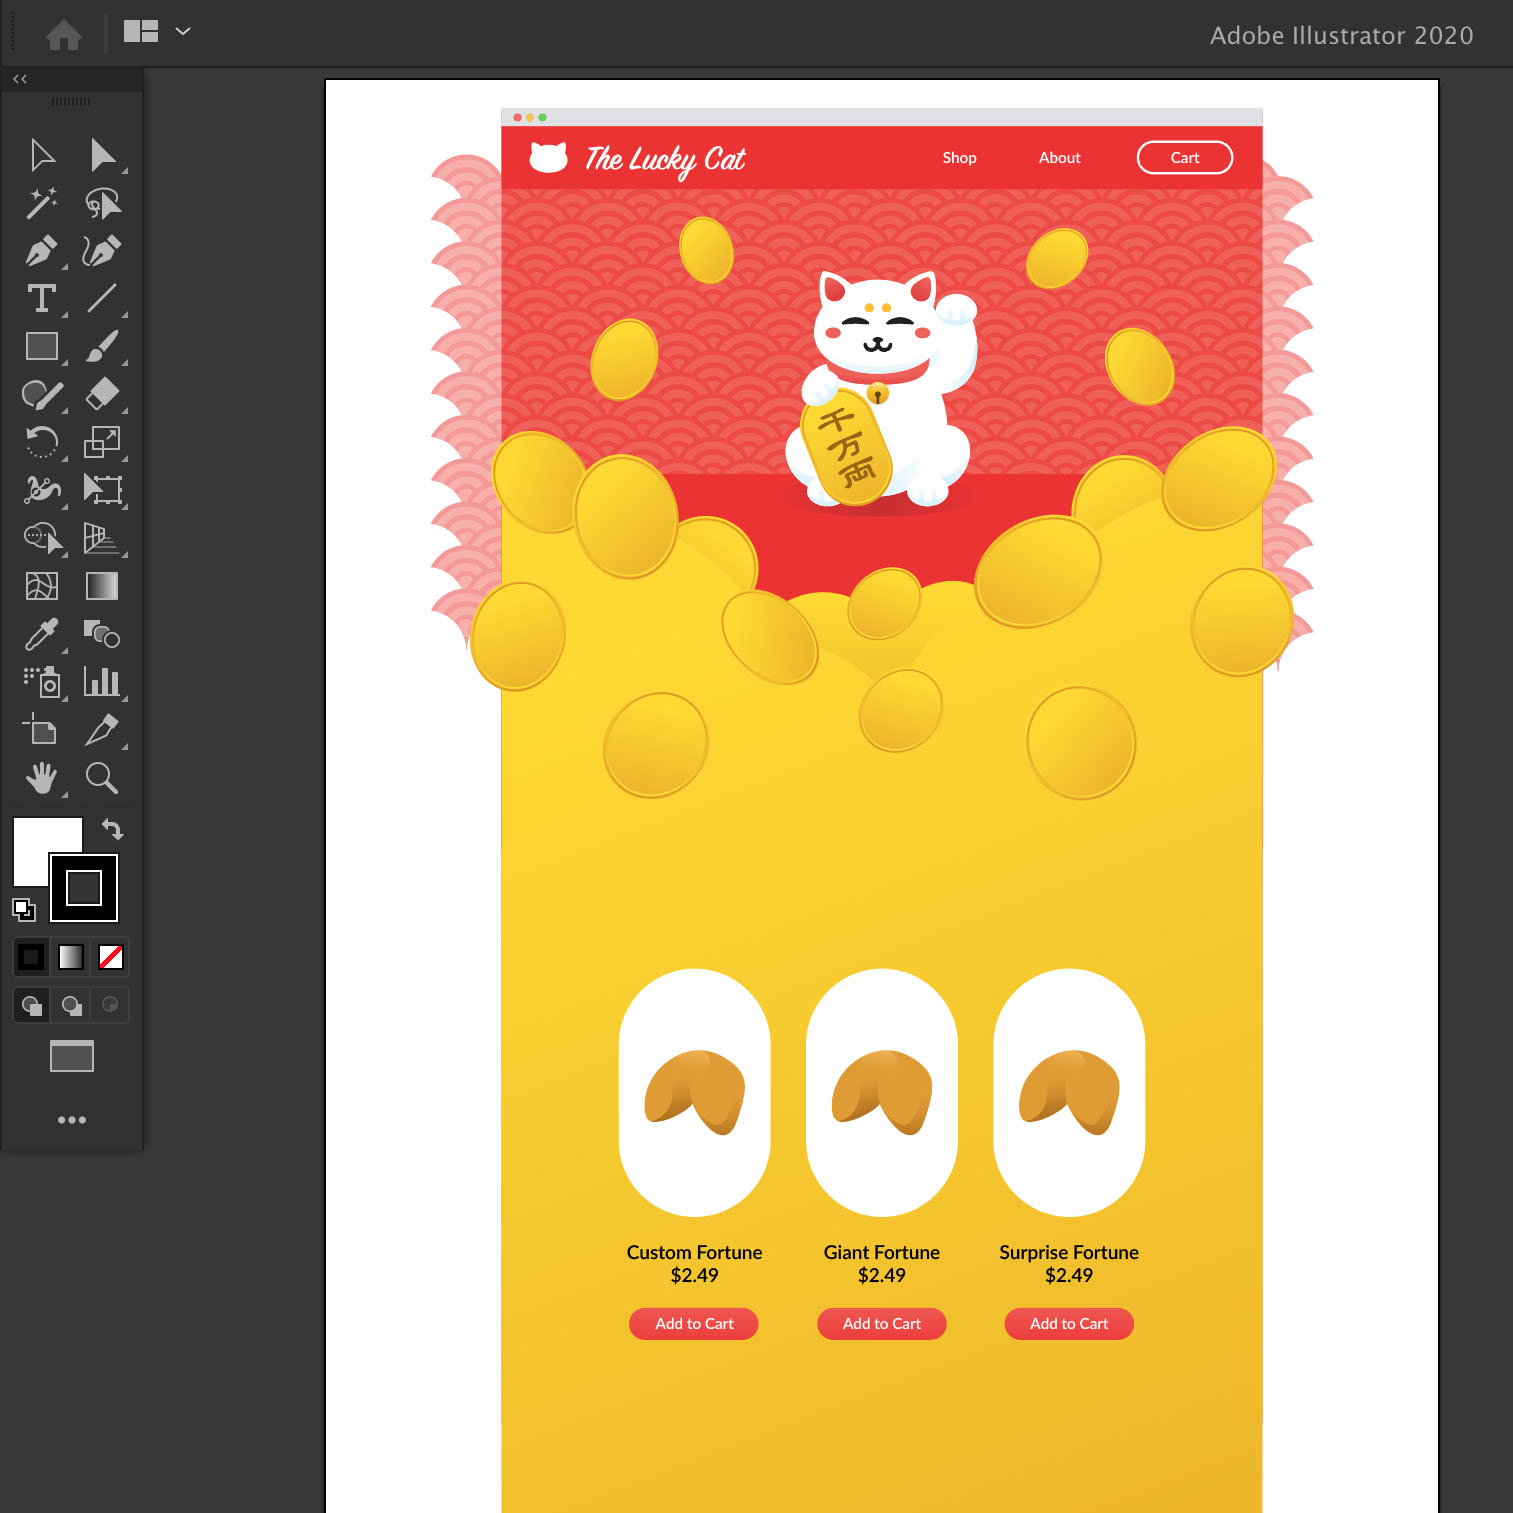 Adobe Illustrator 2020
The Lucky Cat
Shop
About
Cart
千
万
両
Custom Fortune
$2.49
Add to Cart
Giant Fortune
$2.49
Add to Cart
Surprise Fortune
$2.49
Add to Cart